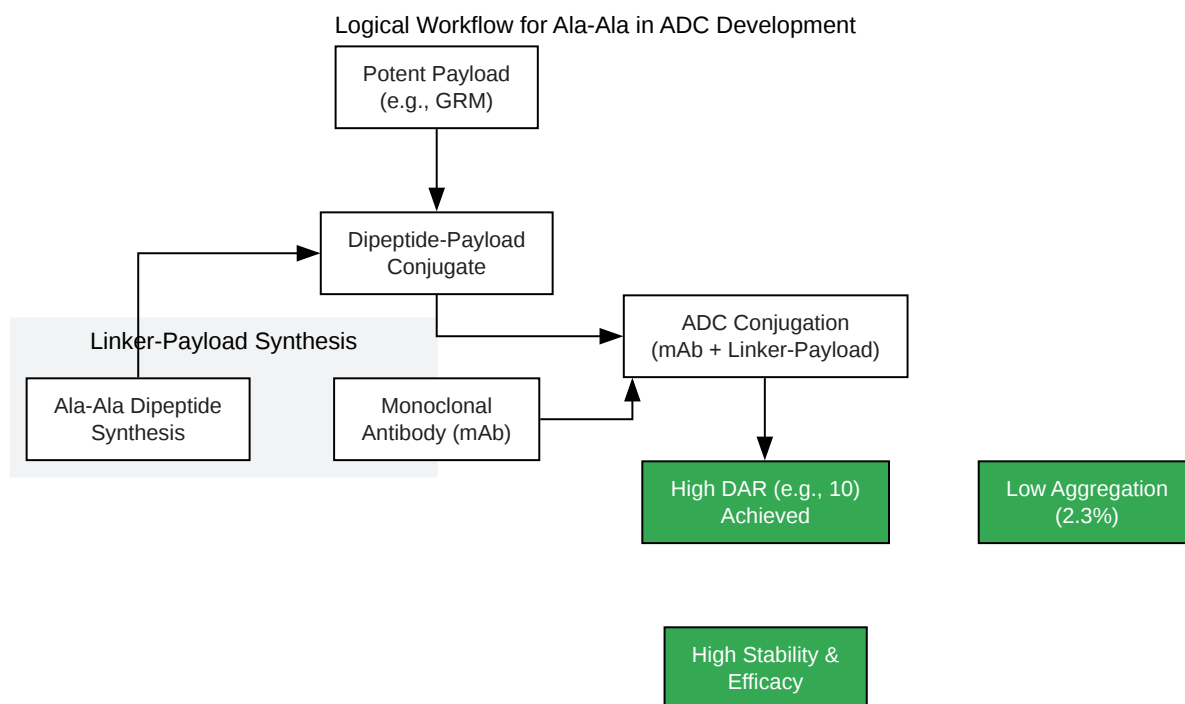 Logical Workflow for Ala-Ala in ADC Development
Potent Payload
(e.g., GRM)
Dipeptide-Payload
Conjugate
Linker-Payload Synthesis
ADC Conjugation
(mAb + Linker-Payload)
Ala-Ala Dipeptide
Synthesis
Monoclonal
Antibody (mAb)
High DAR (e.g., 10)
Achieved
Low Aggregation
(2.3%)
High Stability &
Efficacy